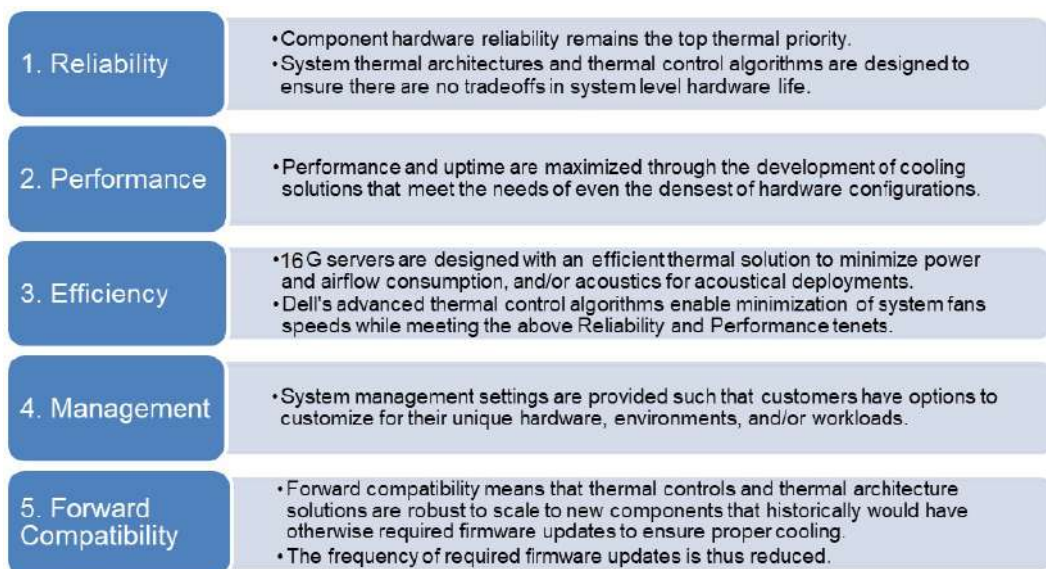 1. Reliability
•Component hardware reliability remains the top thermal priority.
•System thermal architectures and thermal control algorithms are designed to
ensure there are no tradeoffs in system level hardware life.
2. Performance
•Performance and uptime are maximized through the development of cooling
solutions that meet the needs of even the densest of hardware configurations.
3. Efficiency
•16G servers are designed with an efficient thermal solution to minimize power
and airflow consumption, and/or acoustics for acoustical deployments.
•Dell's advanced thermal control algorithms enable minimization of system fans
speeds while meeting the above Reliability and Performance tenets.
4. Management
•System management settings are provided such that customers have options to
customize for their unique hardware, environments, and/or workloads.
5. Forward
Compatibility
•Forward compatibility means that thermal controls and thermal architecture
solutions are robust to scale to new components that historically would have
otherwise required firmware updates to ensure proper cooling.
•The frequency of required firmware updates is thus reduced.